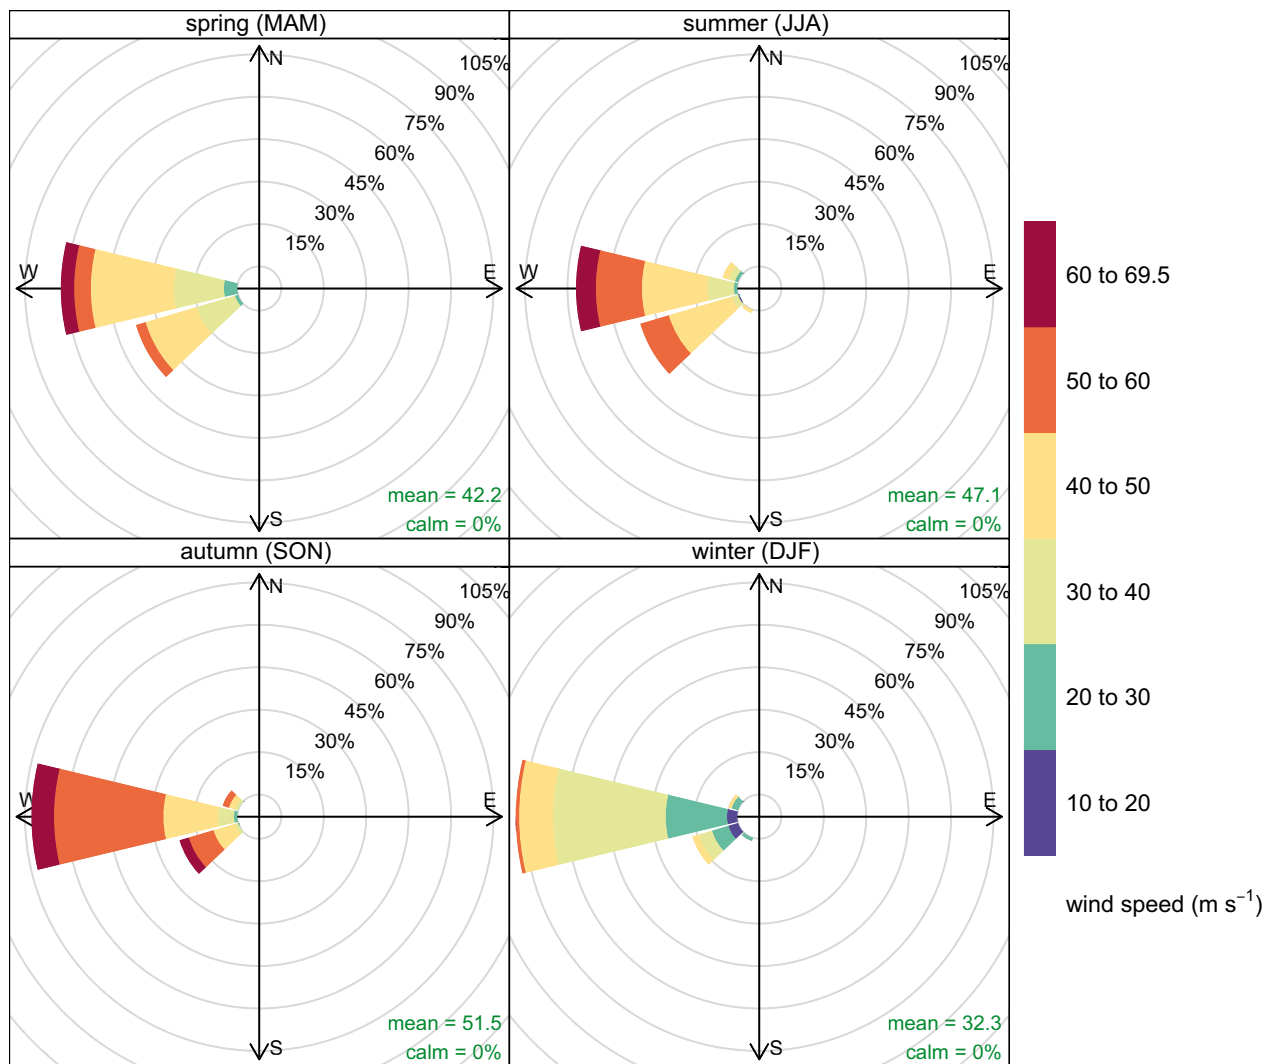 spring (MAM)
summer (JJA)
N
105%
90%
75%
60%
45%
30%
15%
W
E
S
mean = 42.2
calm = 0%
N
105%
90%
75%
60%
45%
30%
15%
W
E
S
mean = 47.1
calm = 0%
autumn (SON)
winter (DJF)
N
105%
90%
75%
60%
45%
30%
15%
W
E
S
mean = 51.5
calm = 0%
N
105%
90%
75%
60%
45%
30%
15%
E
S
mean = 32.3
calm = 0%
60 to 69.5
50 to 60
40 to 50
30 to 40
20 to 30
10 to 20
wind speed (m s⁻¹)